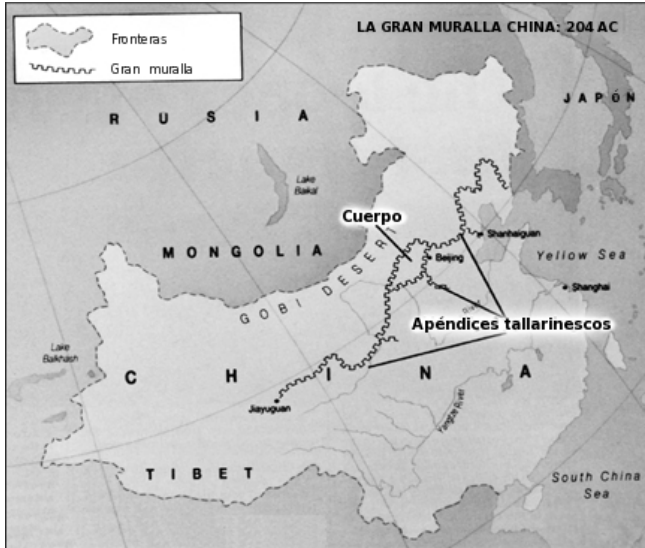 LA GRAN MURALLA CHINA: 204 AC
Fronteras
Gran muralla
RUSIA
JAPÓN
Lake
Baikal
Cuerpo
Shanhaiguan
MONGOLIA
Beijing
Yellow Sea
GOBI DESERT
Shanghai
Apéndices tallarinescos
Lake
Balkhash
CHINA
Jiayuguan
Yangtze River
TIBET
South China
Sea